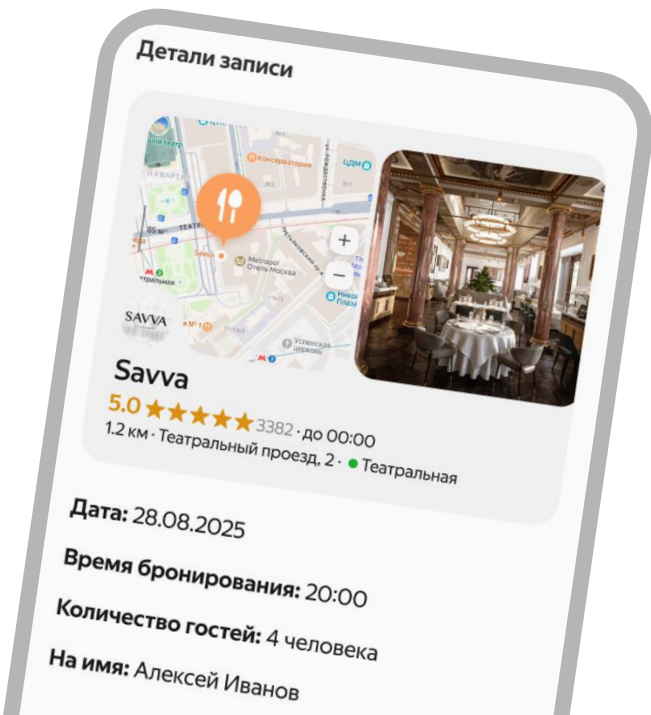 Детали записи
Консерватория
ЦДМ
Savva
Metropol
Отель Москва
SAVVA
Успенская
церковь
Savva
5.0 3382 · до 00:00
1.2 км · Театральный проезд, 2 · Театральная
Дата: 28.08.2025
Время бронирования: 20:00
Количество гостей: 4 человека
На имя: Алексей Иванов